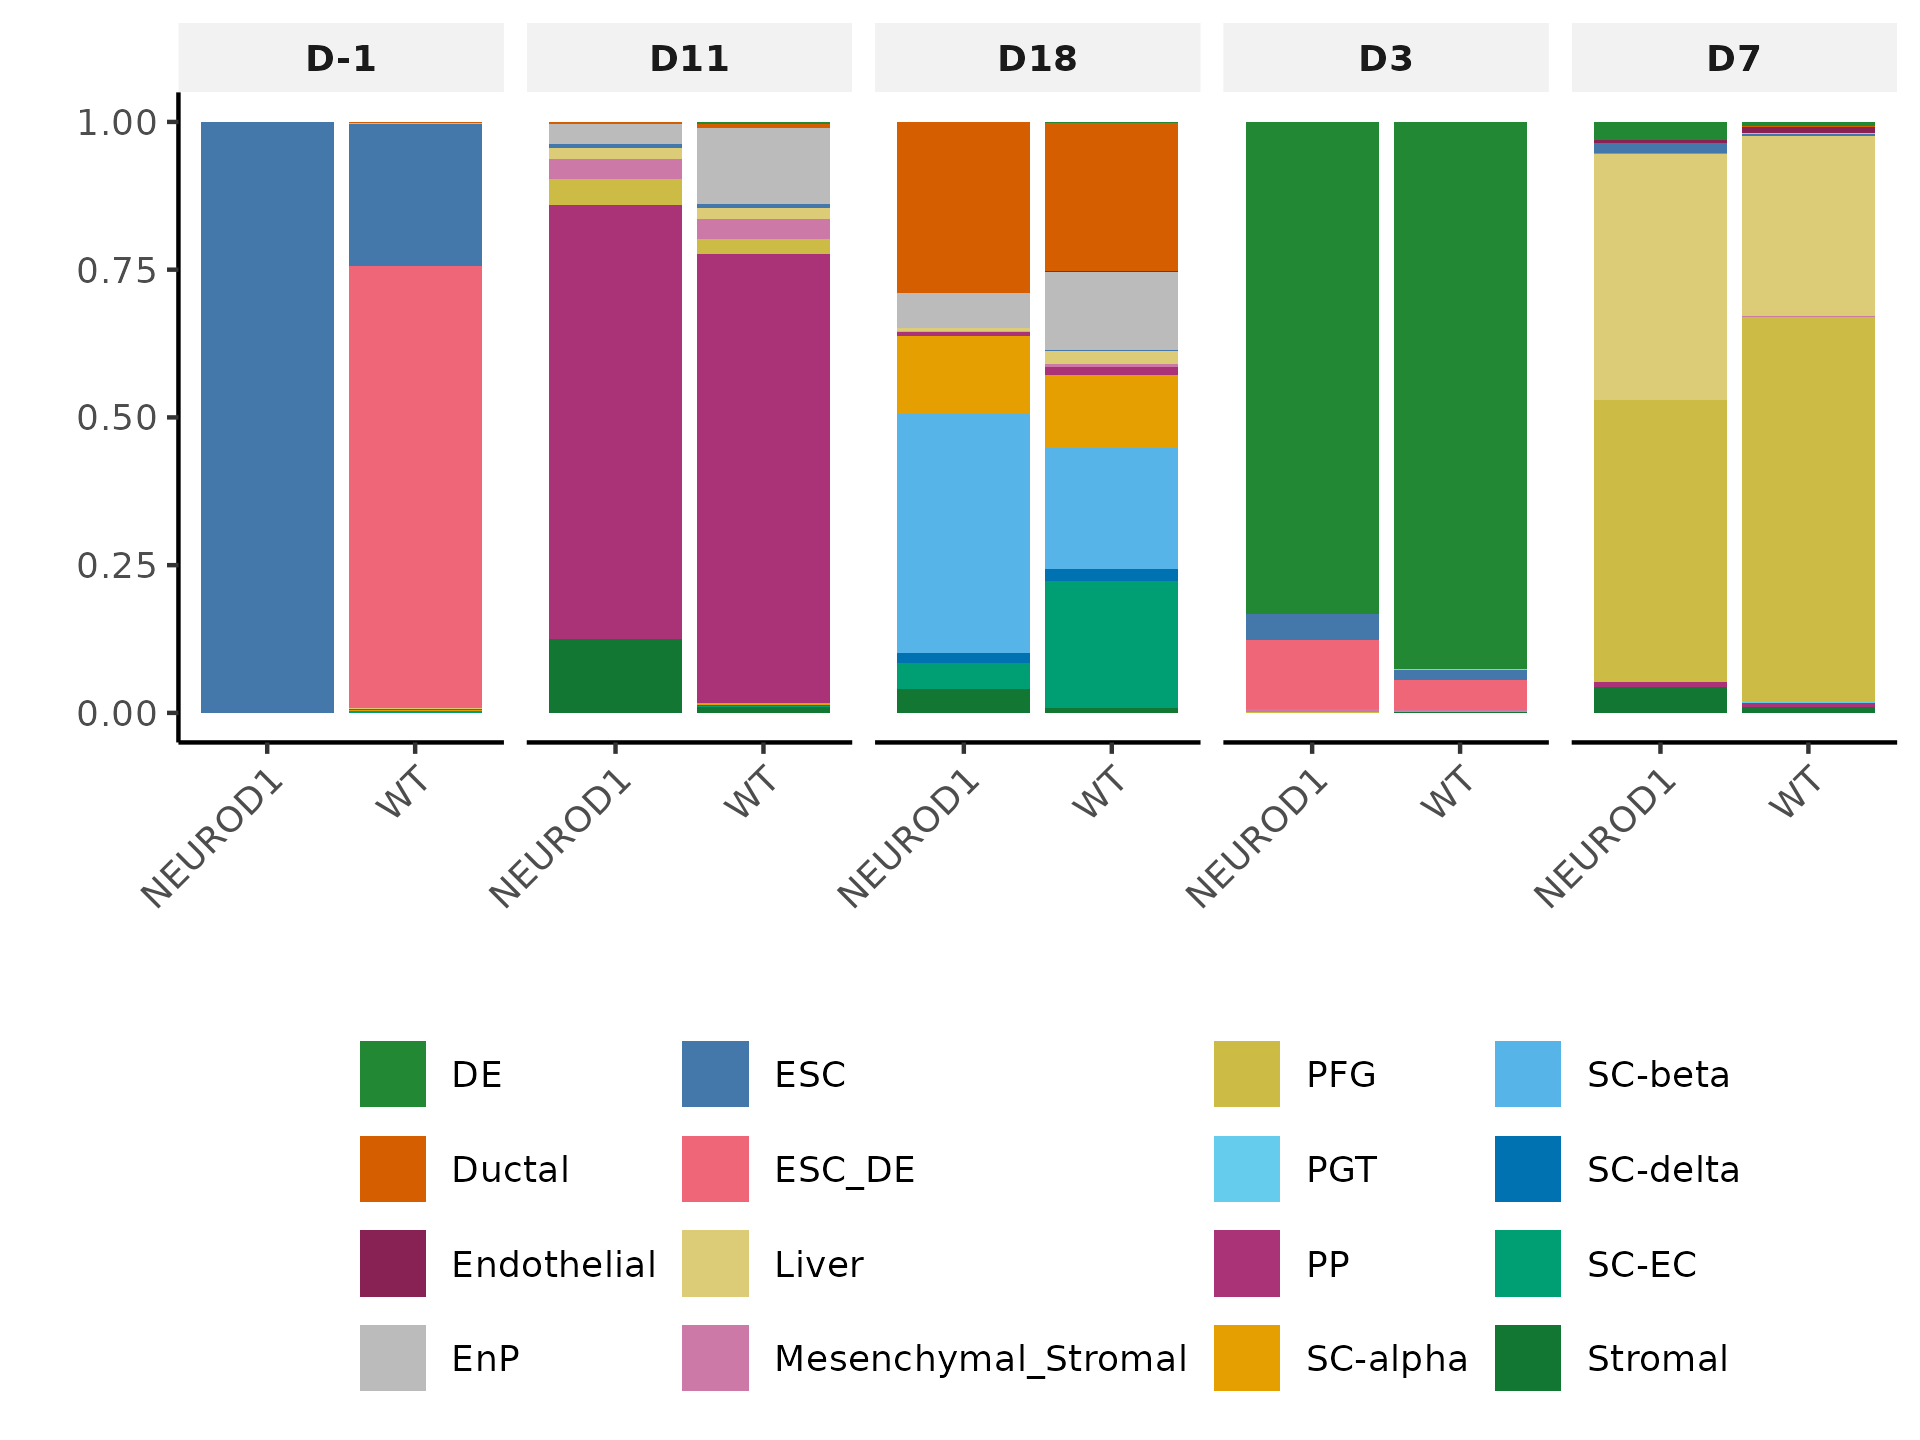 D-1 D11 D18 D3 D7
1.00
0.75
0.50
0.25
0.00
NEUROD1 WT NEUROD1 WT NEUROD1 WT NEUROD1 WT NEUROD1 WT
DE ESC PFG SC-beta
Ductal ESC_DE PGT SC-delta
Endothelial Liver PP SC-EC
EnP Mesenchymal_Stromal SC-alpha Stromal